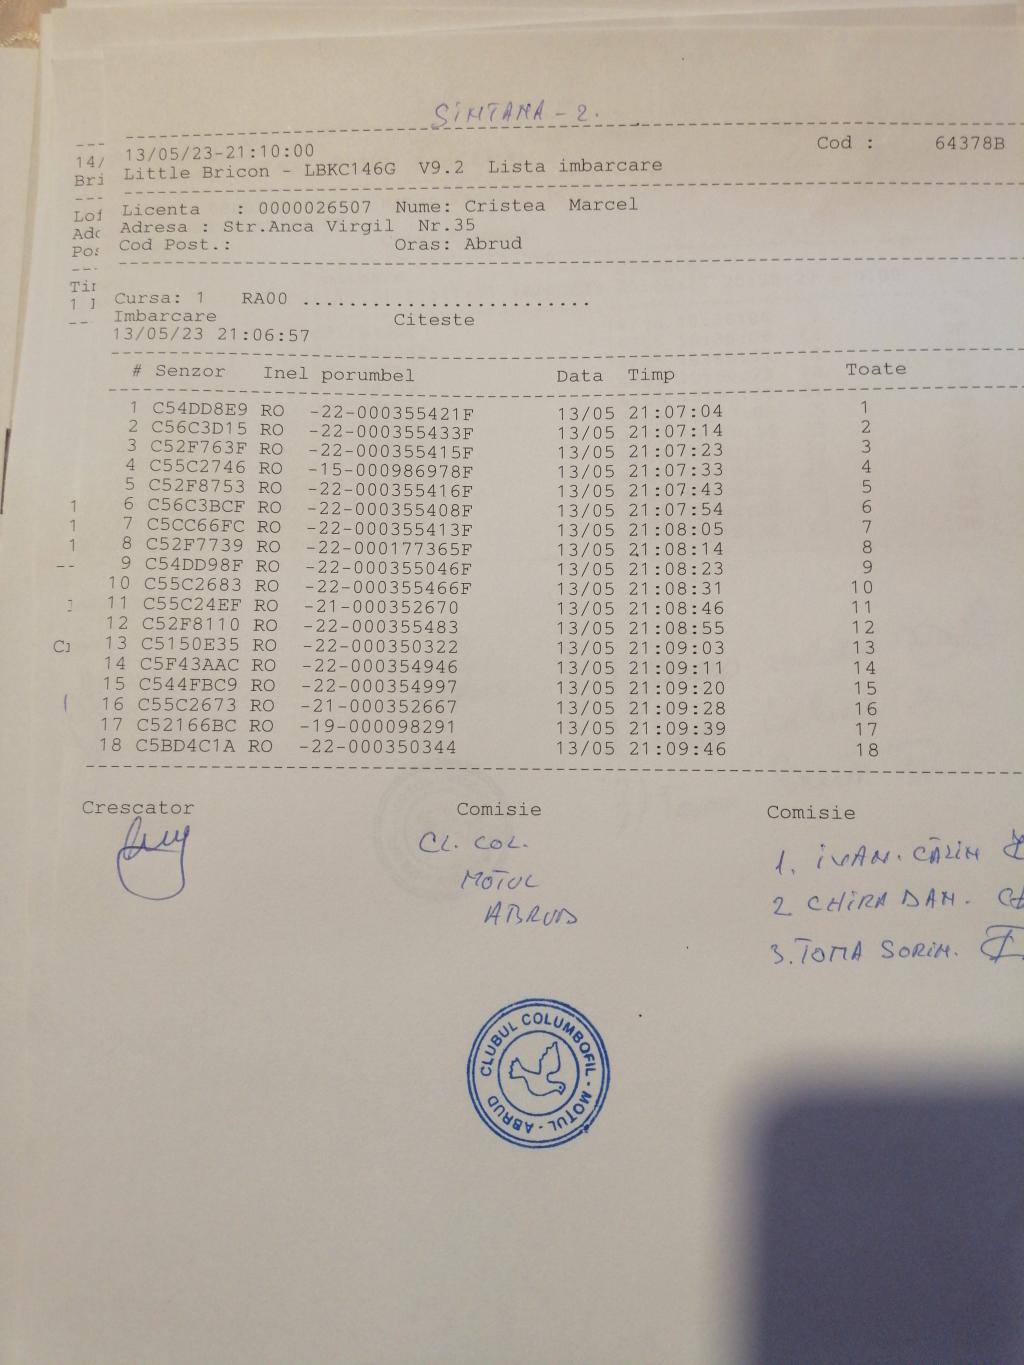 SINTANA - 2.
13/05/23-21:10:00 Cod : 64378B
Little Bricon - LBKC146G V9.2 Lista imbarcare
Licenta : 0000026507 Nume: Cristea Marcel
Adresa : Str.Anca Virgil Nr.35
Cod Post.: Oras: Abrud
Cursa: 1 RA00 ........................
Imbarcare Citeste
13/05/23 21:06:57
# Senzor Inel porumbel Data Timp Toate
1 C54DD8E9 RO -22-000355421F 13/05 21:07:04 1
2 C56C3D15 RO -22-000355433F 13/05 21:07:14 2
3 C52F763F RO -22-000355415F 13/05 21:07:23 3
4 C55C2746 RO -15-000986978F 13/05 21:07:33 4
5 C52F8753 RO -22-000355416F 13/05 21:07:43 5
6 C56C3BCF RO -22-000355408F 13/05 21:07:54 6
7 C5CC66FC RO -22-000355413F 13/05 21:08:05 7
8 C52F7739 RO -22-000177365F 13/05 21:08:14 8
9 C54DD98F RO -22-000355046F 13/05 21:08:23 9
10 C55C2683 RO -22-000355466F 13/05 21:08:31 10
11 C55C24EF RO -21-000352670 13/05 21:08:46 11
12 C52F8110 RO -22-000355483 13/05 21:08:55 12
13 C5150E35 RO -22-000350322 13/05 21:09:03 13
14 C5F43AAC RO -22-000354946 13/05 21:09:11 14
15 C544FBC9 RO -22-000354997 13/05 21:09:20 15
16 C55C2673 RO -21-000352667 13/05 21:09:28 16
17 C52166BC RO -19-000098291 13/05 21:09:39 17
18 C5BD4C1A RO -22-000350344 13/05 21:09:46 18
Crescator Comisie Comisie
CL. COL.
MOTUL
ABRUD
1. IVAN. CĂLIN
2 CHIRA DAN.
3. TOMA SORIN.
CLUBUL COLUMBOFIL - MOTUL - ABRUD